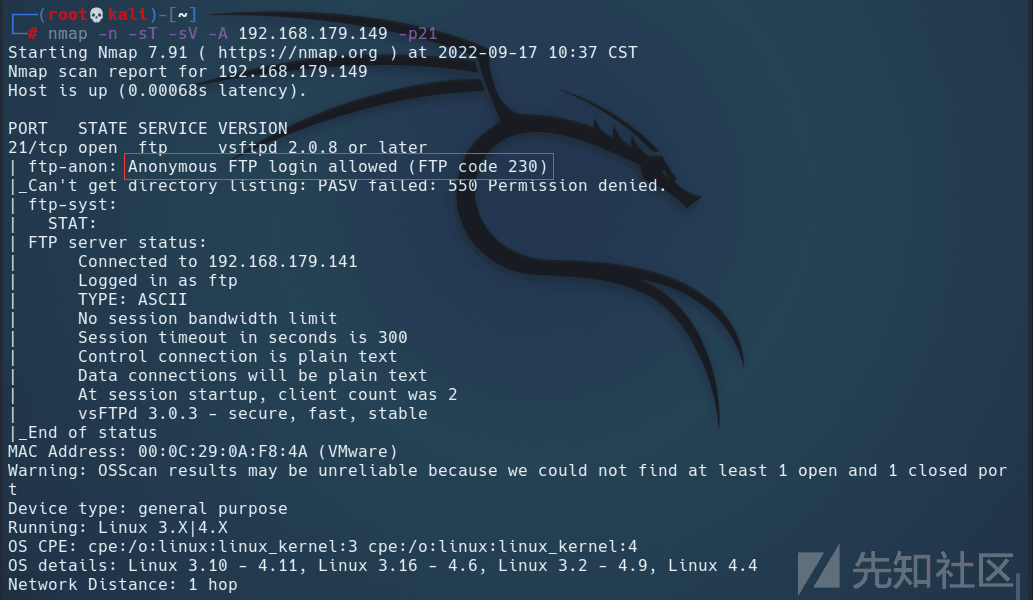 ┌──(root💀kali)-[~]
└─# nmap -n -sT -sV -A 192.168.179.149 -p21
Starting Nmap 7.91 ( https://nmap.org ) at 2022-09-17 10:37 CST
Nmap scan report for 192.168.179.149
Host is up (0.00068s latency).
PORT   STATE SERVICE VERSION
21/tcp open  ftp     vsftpd 2.0.8 or later
| ftp-anon: Anonymous FTP login allowed (FTP code 230)
|_Can't get directory listing: PASV failed: 550 Permission denied.
| ftp-syst:
|   STAT:
| FTP server status:
|      Connected to 192.168.179.141
|      Logged in as ftp
|      TYPE: ASCII
|      No session bandwidth limit
|      Session timeout in seconds is 300
|      Control connection is plain text
|      Data connections will be plain text
|      At session startup, client count was 2
|      vsFTPd 3.0.3 - secure, fast, stable
|_End of status
MAC Address: 00:0C:29:0A:F8:4A (VMware)
Warning: OSScan results may be unreliable because we could not find at least 1 open and 1 closed por
t
Device type: general purpose
Running: Linux 3.X|4.X
OS CPE: cpe:/o:linux:linux_kernel:3 cpe:/o:linux:linux_kernel:4
OS details: Linux 3.10 - 4.11, Linux 3.16 - 4.6, Linux 3.2 - 4.9, Linux 4.4
Network Distance: 1 hop
先知社区